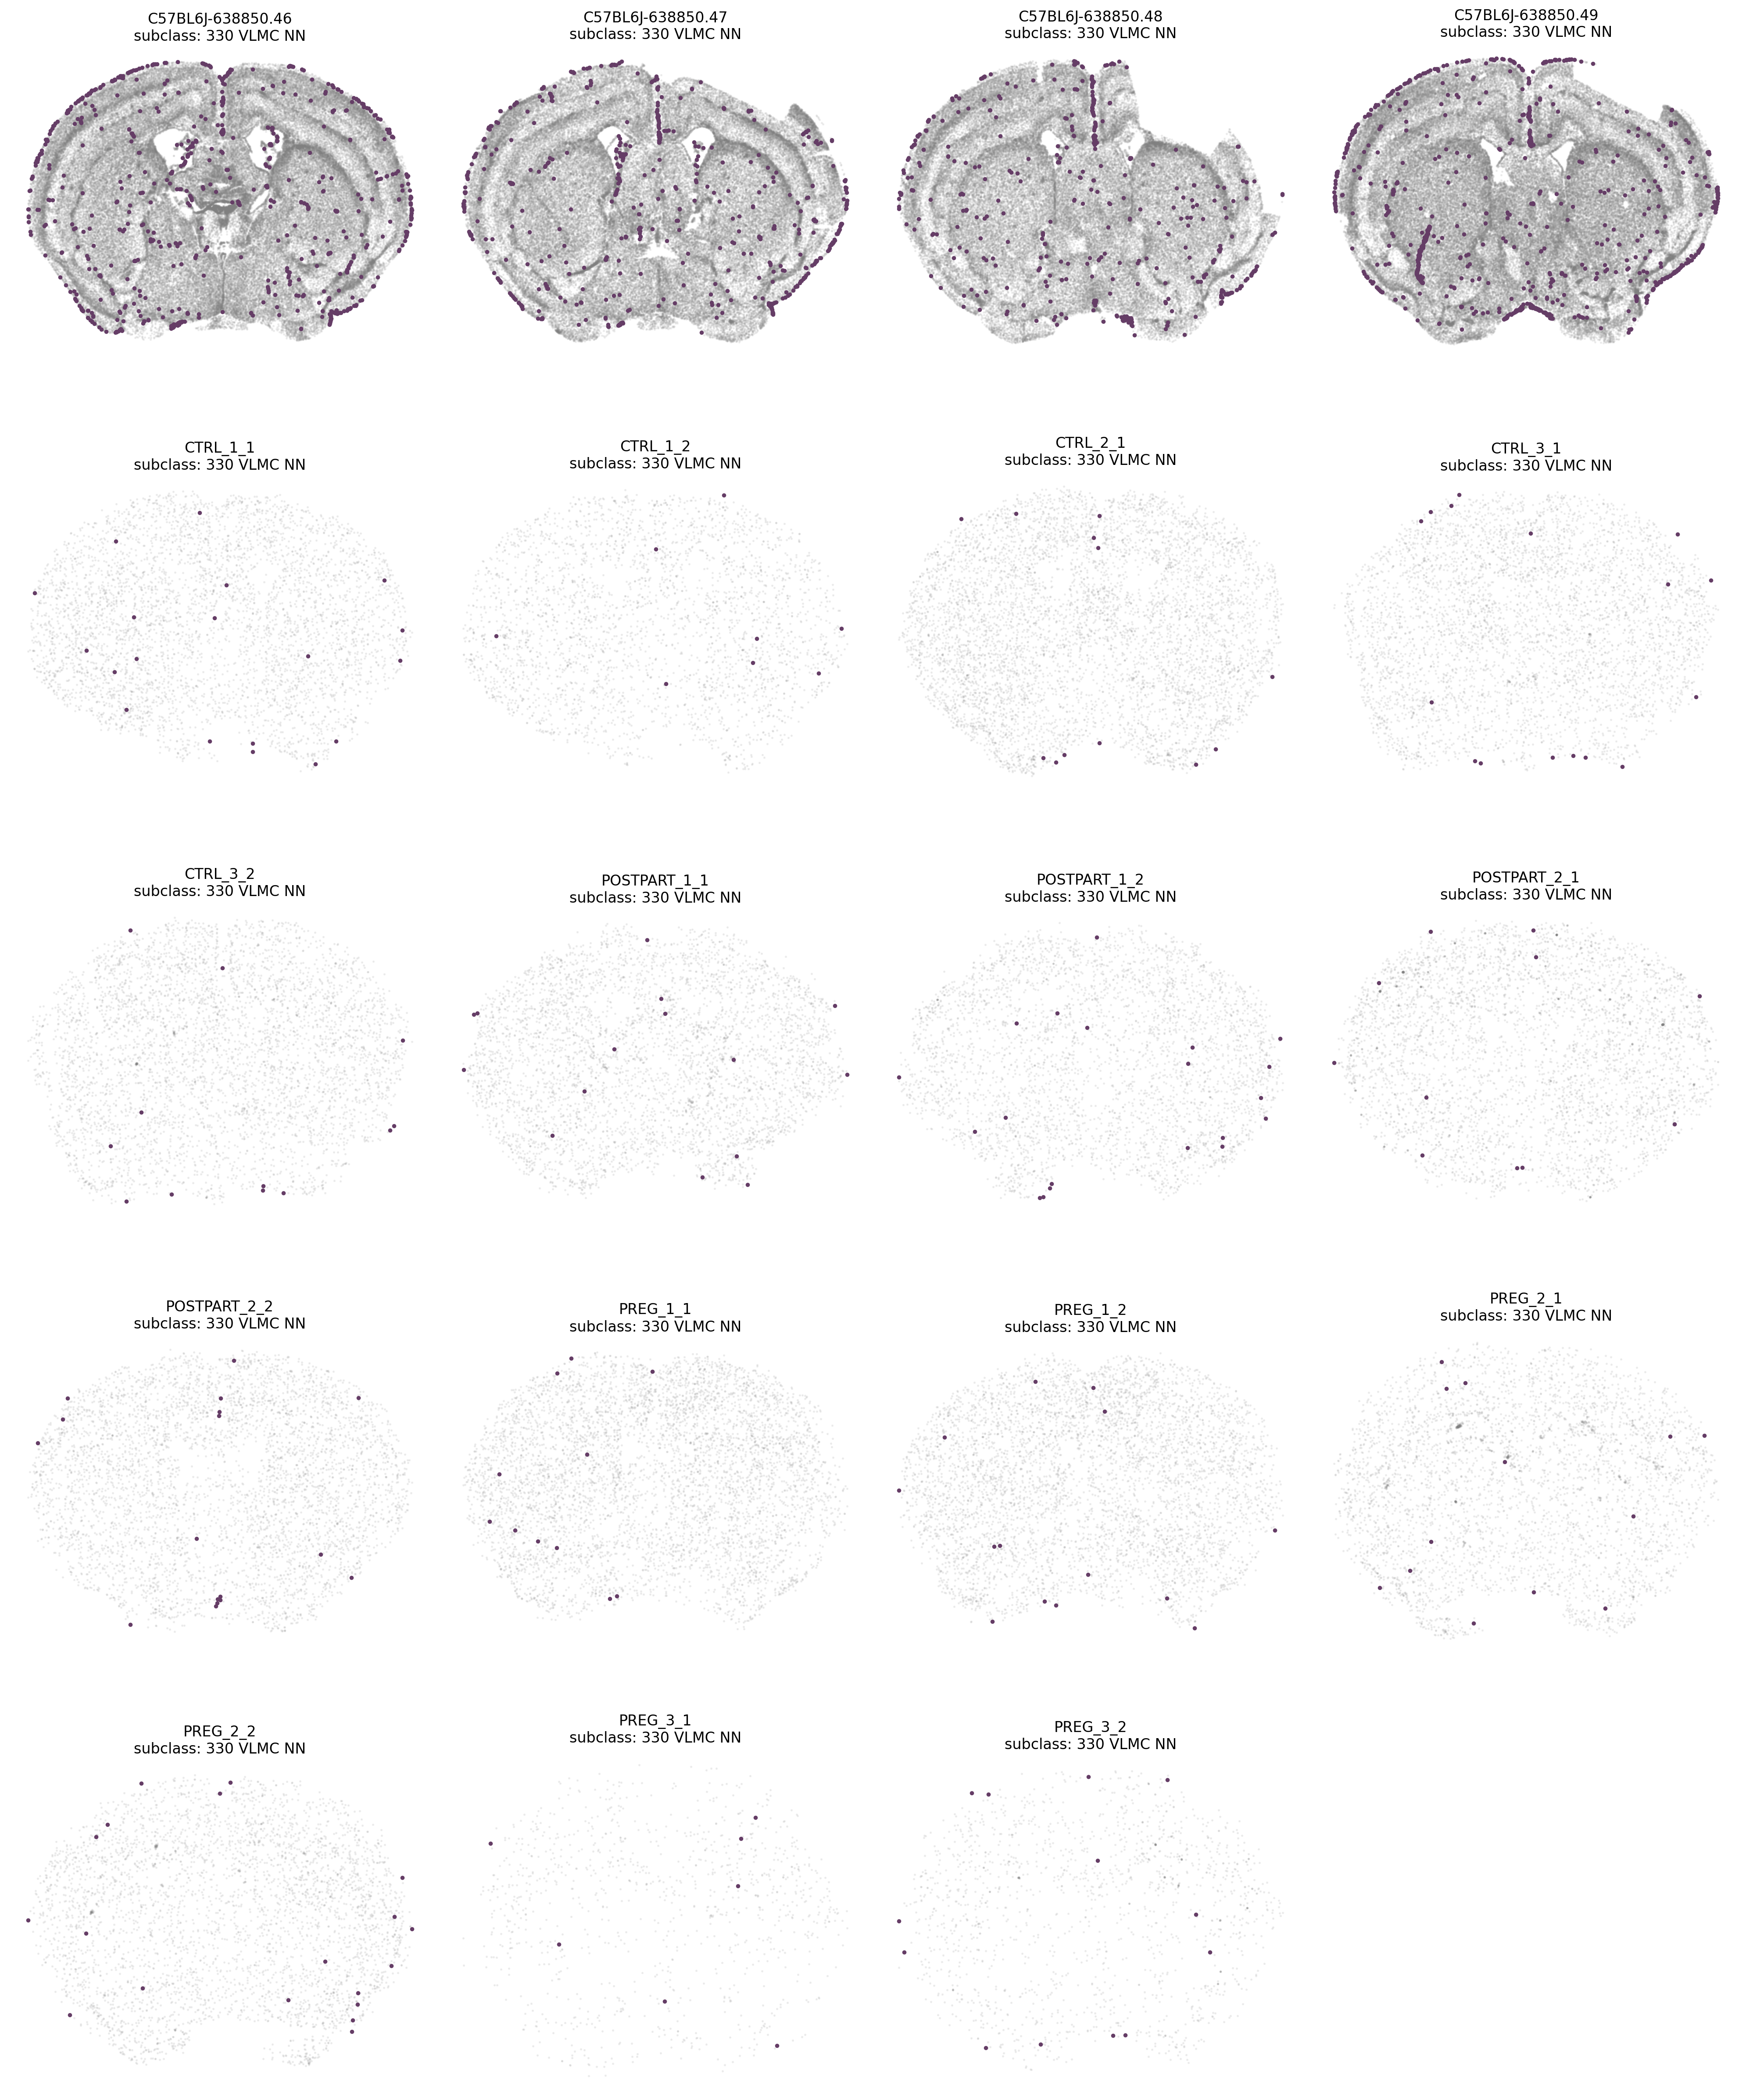 C57BL6J-638850.46
subclass: 330 VLMC NN
C57BL6J-638850.47
subclass: 330 VLMC NN
C57BL6J-638850.48
subclass: 330 VLMC NN
C57BL6J-638850.49
subclass: 330 VLMC NN
CTRL_1_1
subclass: 330 VLMC NN
CTRL_1_2
subclass: 330 VLMC NN
CTRL_2_1
subclass: 330 VLMC NN
CTRL_3_1
subclass: 330 VLMC NN
CTRL_3_2
subclass: 330 VLMC NN
POSTPART_1_1
subclass: 330 VLMC NN
POSTPART_1_2
subclass: 330 VLMC NN
POSTPART_2_1
subclass: 330 VLMC NN
POSTPART_2_2
subclass: 330 VLMC NN
PREG_1_1
subclass: 330 VLMC NN
PREG_1_2
subclass: 330 VLMC NN
PREG_2_1
subclass: 330 VLMC NN
PREG_2_2
subclass: 330 VLMC NN
PREG_3_1
subclass: 330 VLMC NN
PREG_3_2
subclass: 330 VLMC NN